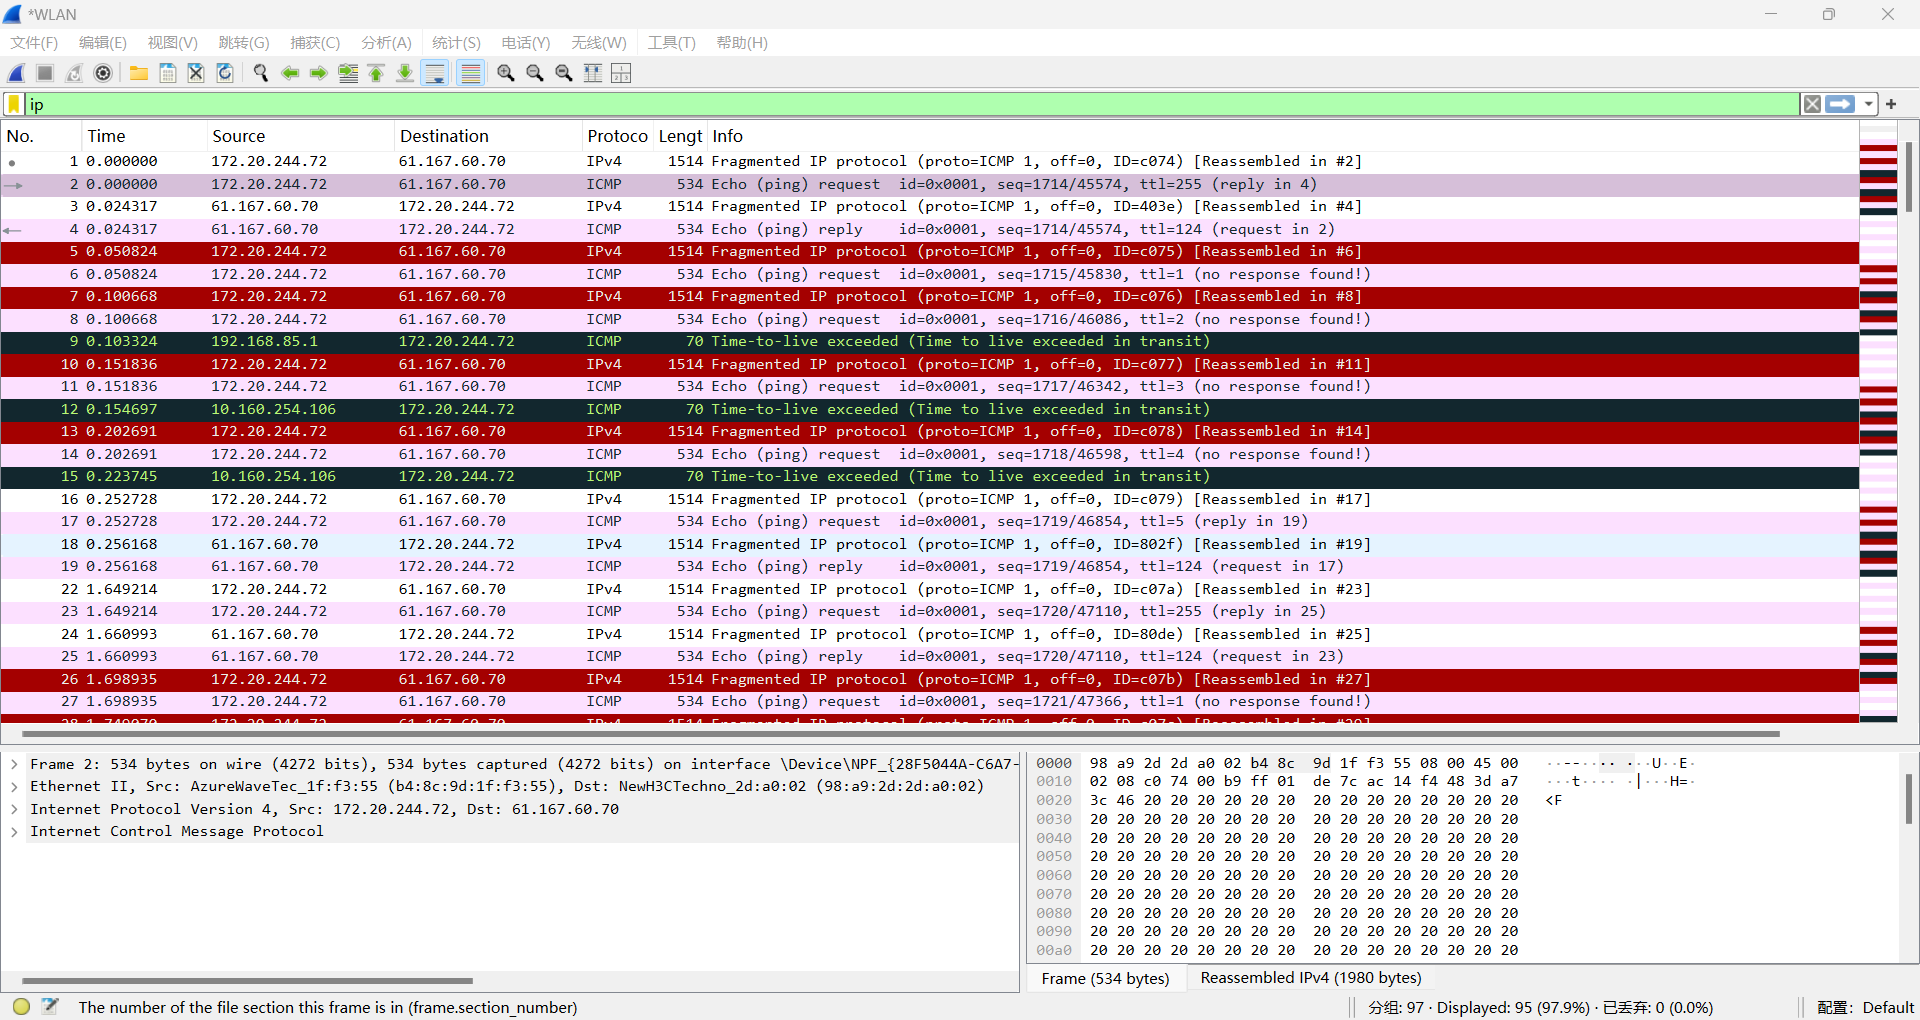 *WLAN
文件(F) 编辑(E) 视图(V) 跳转(G) 捕获(C) 分析(A) 统计(S) 电话(Y) 无线(W) 工具(T) 帮助(H)
ip
No. Time Source Destination Protoco Lengt Info
1 0.000000 172.20.244.72 61.167.60.70 IPv4 1514 Fragmented IP protocol (proto=ICMP 1, off=0, ID=c074) [Reassembled in #2]
2 0.000000 172.20.244.72 61.167.60.70 ICMP 534 Echo (ping) request id=0x0001, seq=1714/45574, ttl=255 (reply in 4)
3 0.024317 61.167.60.70 172.20.244.72 IPv4 1514 Fragmented IP protocol (proto=ICMP 1, off=0, ID=403e) [Reassembled in #4]
4 0.024317 61.167.60.70 172.20.244.72 ICMP 534 Echo (ping) reply id=0x0001, seq=1714/45574, ttl=124 (request in 2)
5 0.050824 172.20.244.72 61.167.60.70 IPv4 1514 Fragmented IP protocol (proto=ICMP 1, off=0, ID=c075) [Reassembled in #6]
6 0.050824 172.20.244.72 61.167.60.70 ICMP 534 Echo (ping) request id=0x0001, seq=1715/45830, ttl=1 (no response found!)
7 0.100668 172.20.244.72 61.167.60.70 IPv4 1514 Fragmented IP protocol (proto=ICMP 1, off=0, ID=c076) [Reassembled in #8]
8 0.100668 172.20.244.72 61.167.60.70 ICMP 534 Echo (ping) request id=0x0001, seq=1716/46086, ttl=2 (no response found!)
9 0.103324 192.168.85.1 172.20.244.72 ICMP 70 Time-to-live exceeded (Time to live exceeded in transit)
10 0.151836 172.20.244.72 61.167.60.70 IPv4 1514 Fragmented IP protocol (proto=ICMP 1, off=0, ID=c077) [Reassembled in #11]
11 0.151836 172.20.244.72 61.167.60.70 ICMP 534 Echo (ping) request id=0x0001, seq=1717/46342, ttl=3 (no response found!)
12 0.154697 10.160.254.106 172.20.244.72 ICMP 70 Time-to-live exceeded (Time to live exceeded in transit)
13 0.202691 172.20.244.72 61.167.60.70 IPv4 1514 Fragmented IP protocol (proto=ICMP 1, off=0, ID=c078) [Reassembled in #14]
14 0.202691 172.20.244.72 61.167.60.70 ICMP 534 Echo (ping) request id=0x0001, seq=1718/46598, ttl=4 (no response found!)
15 0.223745 10.160.254.106 172.20.244.72 ICMP 70 Time-to-live exceeded (Time to live exceeded in transit)
16 0.252728 172.20.244.72 61.167.60.70 IPv4 1514 Fragmented IP protocol (proto=ICMP 1, off=0, ID=c079) [Reassembled in #17]
17 0.252728 172.20.244.72 61.167.60.70 ICMP 534 Echo (ping) request id=0x0001, seq=1719/46854, ttl=5 (reply in 19)
18 0.256168 61.167.60.70 172.20.244.72 IPv4 1514 Fragmented IP protocol (proto=ICMP 1, off=0, ID=802f) [Reassembled in #19]
19 0.256168 61.167.60.70 172.20.244.72 ICMP 534 Echo (ping) reply id=0x0001, seq=1719/46854, ttl=124 (request in 17)
22 1.649214 172.20.244.72 61.167.60.70 IPv4 1514 Fragmented IP protocol (proto=ICMP 1, off=0, ID=c07a) [Reassembled in #23]
23 1.649214 172.20.244.72 61.167.60.70 ICMP 534 Echo (ping) request id=0x0001, seq=1720/47110, ttl=255 (reply in 25)
24 1.660993 61.167.60.70 172.20.244.72 IPv4 1514 Fragmented IP protocol (proto=ICMP 1, off=0, ID=80de) [Reassembled in #25]
25 1.660993 61.167.60.70 172.20.244.72 ICMP 534 Echo (ping) reply id=0x0001, seq=1720/47110, ttl=124 (request in 23)
26 1.698935 172.20.244.72 61.167.60.70 IPv4 1514 Fragmented IP protocol (proto=ICMP 1, off=0, ID=c07b) [Reassembled in #27]
27 1.698935 172.20.244.72 61.167.60.70 ICMP 534 Echo (ping) request id=0x0001, seq=1721/47366, ttl=1 (no response found!)
Frame 2: 534 bytes on wire (4272 bits), 534 bytes captured (4272 bits) on interface \Device\NPF_{28F5044A-C6A7-
Ethernet II, Src: AzureWaveTec_1f:f3:55 (b4:8c:9d:1f:f3:55), Dst: NewH3CTechno_2d:a0:02 (98:a9:2d:2d:a0:02)
Internet Protocol Version 4, Src: 172.20.244.72, Dst: 61.167.60.70
Internet Control Message Protocol
0000 98 a9 2d 2d a0 02 b4 8c 9d 1f f3 55 08 00 45 00 ··--···· ···U··E·
0010 02 08 c0 74 00 b9 ff 01 de 7c ac 14 f4 48 3d a7 ···t···· ·|···H=·
0020 3c 46 20 20 20 20 20 20 20 20 20 20 20 20 20 20 <F
0030 20 20 20 20 20 20 20 20 20 20 20 20 20 20 20 20
0040 20 20 20 20 20 20 20 20 20 20 20 20 20 20 20 20
0050 20 20 20 20 20 20 20 20 20 20 20 20 20 20 20 20
0060 20 20 20 20 20 20 20 20 20 20 20 20 20 20 20 20
0070 20 20 20 20 20 20 20 20 20 20 20 20 20 20 20 20
0080 20 20 20 20 20 20 20 20 20 20 20 20 20 20 20 20
0090 20 20 20 20 20 20 20 20 20 20 20 20 20 20 20 20
00a0 20 20 20 20 20 20 20 20 20 20 20 20 20 20 20 20
Frame (534 bytes) Reassembled IPv4 (1980 bytes)
The number of the file section this frame is in (frame.section_number) 分组: 97 · Displayed: 95 (97.9%) · 已丢弃: 0 (0.0%) 配置: Default